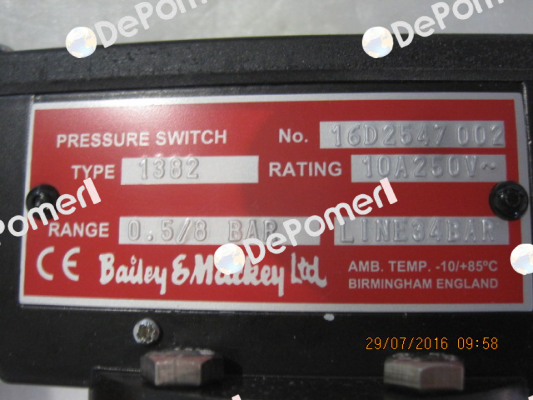 DePomerI DePomerI DePomerI
PRESSURE SWITCH No. 16D2547 002
TYPE 1382 RATING 10A250V~
DePomerI
RANGE 0.5/8 BAR LINE34BAR
CE Bailey & Mackey Ltd. AMB. TEMP. -10/+85ºC
BIRMINGHAM ENGLAND
29/07/2016 09:58